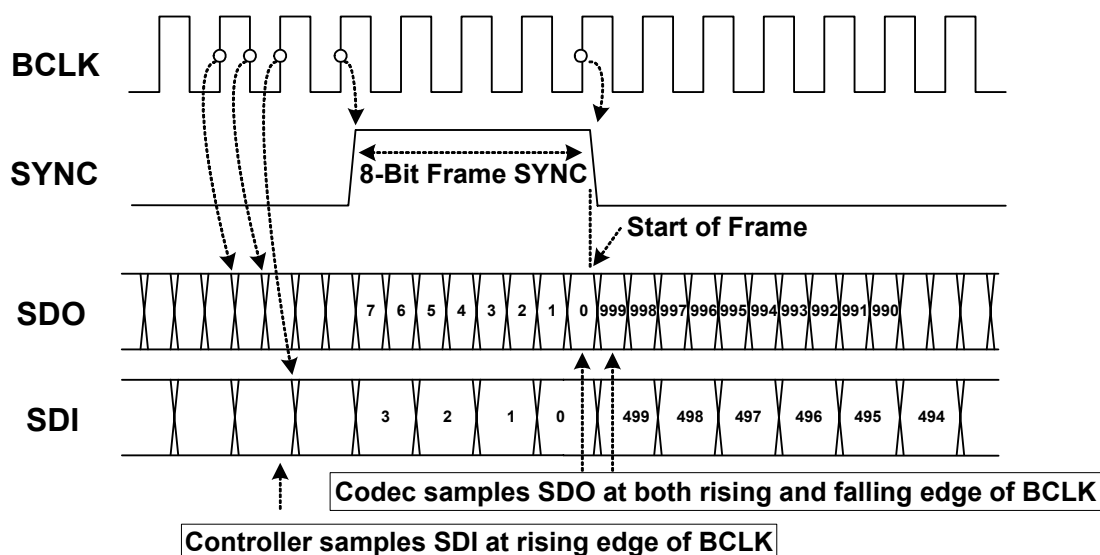 BCLK
SYNC
8-Bit Frame SYNC
Start of Frame
SDO
7 6 5 4 3 2 1 0 999 998 997 996 995 994 993 992 991 990
SDI
3 2 1 0 499 498 497 496 495 494
Codec samples SDO at both rising and falling edge of BCLK
Controller samples SDI at rising edge of BCLK